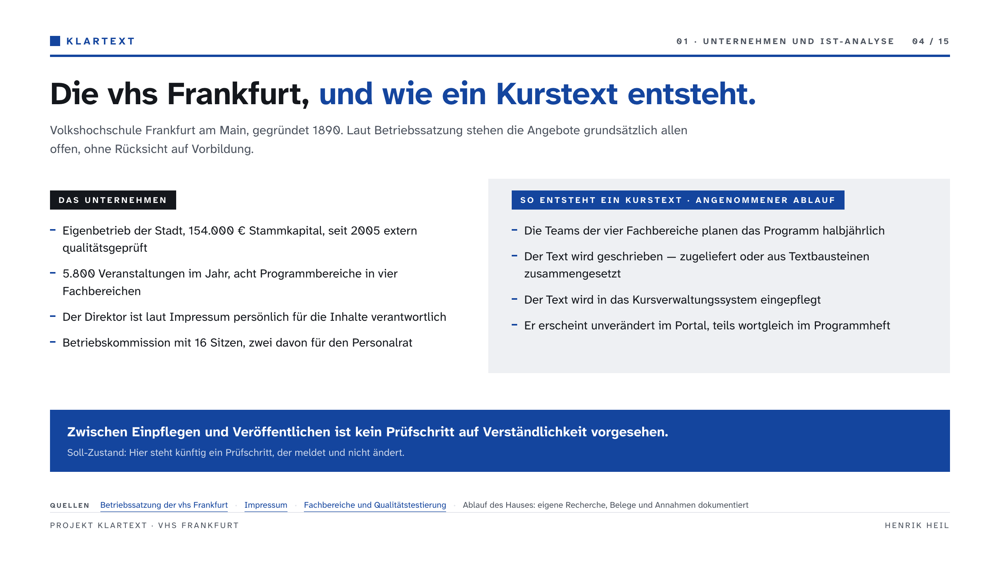 KLARTEXT
01 · UNTERNEHMEN UND IST-ANALYSE 04 / 15
Die vhs Frankfurt, und wie ein Kurstext entsteht.
Volkshochschule Frankfurt am Main, gegründet 1890. Laut Betriebssatzung stehen die Angebote grundsätzlich allen
offen, ohne Rücksicht auf Vorbildung.
DAS UNTERNEHMEN
– Eigenbetrieb der Stadt, 154.000 € Stammkapital, seit 2005 extern
qualitätsgeprüft
– 5.800 Veranstaltungen im Jahr, acht Programmbereiche in vier
Fachbereichen
– Der Direktor ist laut Impressum persönlich für die Inhalte verantwortlich
– Betriebskommission mit 16 Sitzen, zwei davon für den Personalrat
SO ENTSTEHT EIN KURSTEXT · ANGENOMMENER ABLAUF
– Die Teams der vier Fachbereiche planen das Programm halbjährlich
– Der Text wird geschrieben — zugeliefert oder aus Textbausteinen
zusammengesetzt
– Der Text wird in das Kursverwaltungssystem eingepflegt
– Er erscheint unverändert im Portal, teils wortgleich im Programmheft
Zwischen Einpflegen und Veröffentlichen ist kein Prüfschritt auf Verständlichkeit vorgesehen.
Soll-Zustand: Hier steht künftig ein Prüfschritt, der meldet und nicht ändert.
QUELLEN Betriebssatzung der vhs Frankfurt · Impressum · Fachbereiche und Qualitätstestierung · Ablauf des Hauses: eigene Recherche, Belege und Annahmen dokumentiert
PROJEKT KLARTEXT · VHS FRANKFURT
HENRIK HEIL